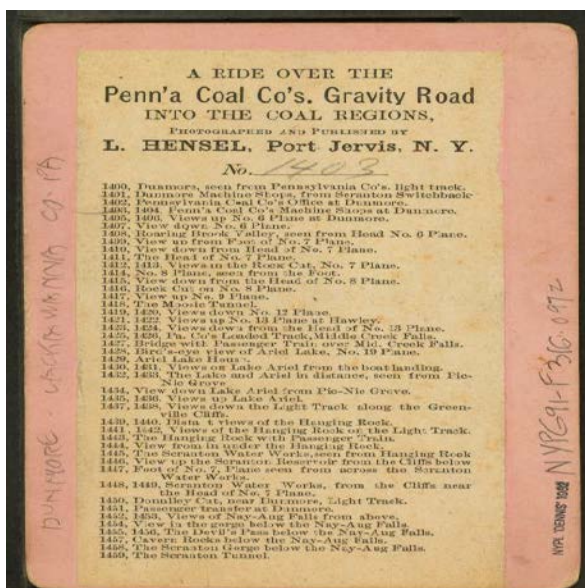 A RIDE OVER THE
Penn'a Coal Co's. Gravity Road
INTO THE COAL REGIONS,
PHOTOGRAPHED AND PUBLISHED BY
L. HENSEL, Port Jervis, N. Y.
No. 1403
1400, Dunmore, seen from Pennsylvania Co's. light track.
1401, Dunmore Machine Shops, from Scranton Switchback
1402, Pennsylvania Coal Co's Office at Dunmore.
1403, 1404, Penn'a Coal Co's Machine Shops at Dunmore.
1405, 1406, Views up No. 6 Plane at Dunmore.
1407, View down No. 6 Plane.
1408, Roaring Brook Valley, seen from Head No. 6 Plane.
1409, View up from Foot of No. 7 Plane.
1410, View down from Head of No. 7 Plane.
1411, The Head of No. 7 Plane.
1412, 1413, Views in the Rock Cut, No. 7 Plane.
1414, No. 8 Plane, seen from the Foot.
1415, View down from the Head of No. 8 Plane.
1416, Rock Cut on No. 8 Plane.
1417, View up No. 9 Plane.
1418, The Moosic Tunnel.
1419, 1420, Views down No. 12 Plane
1421, 1422, Views up No. 13 Plane at Hawley.
1423, 1424, Views down from the Head of No. 13 Plane.
1425, 1426, Pa. Co's Loaded Track, Middle Creek Falls.
1427, Bridge with Passenger Train over Mid. Creek Falls.
1428, Bird's-eye view of Ariel Lake, No. 19 Plane.
1429, Ariel Lake House.
1430, 1431, Views on Lake Ariel from the boat landing.
1432, 1433, The Lake and Ariel in distance, seen from Pic-
Nic Grove
1434, View down Lake Ariel from Pic-Nic Grove.
1435, 1436, Views up Lake Ariel.
1437, 1438, Views down the Light Track along the Green-
ville Cliffs.
1439, 1440, Dista t views of the Hanging Rock.
1441, 1442, Views of the Hanging Rock on the Light Track.
1443, The Hanging Rock with Passenger Train.
1444, View from in under the Hanging Rock.
1445, The Scranton Water Works, seen from Hanging Rock
1446, View up the Scranton Reservoir from the Cliffs below
1447, Foot of No. 7, Plane seen from across the Scranton
Water Works.
1448, 1449, Scranton Water Works, from the Cliffs near
the Head of No. 7 Plane.
1450, Donnlley Cut, near Dunmore, Light Track.
1451, Passenger transfer at Dunmore.
1452, 1453, Views of Nay-Aug Falls from above.
1454, View in the gorge below the Nay-Aug Falls.
1455, 1456, The Devil's Pass below the Nay-Aug Falls.
1457, Cavern Rocks below the Nay-Aug Falls.
1458, The Scranton Gorge below the Nay-Aug Falls.
1459, The Scranton Tunnel.
DUNMORE - LACKAWANNA CO. PA
NYPL DENNIS 1982
NYPG91-F316.097Z